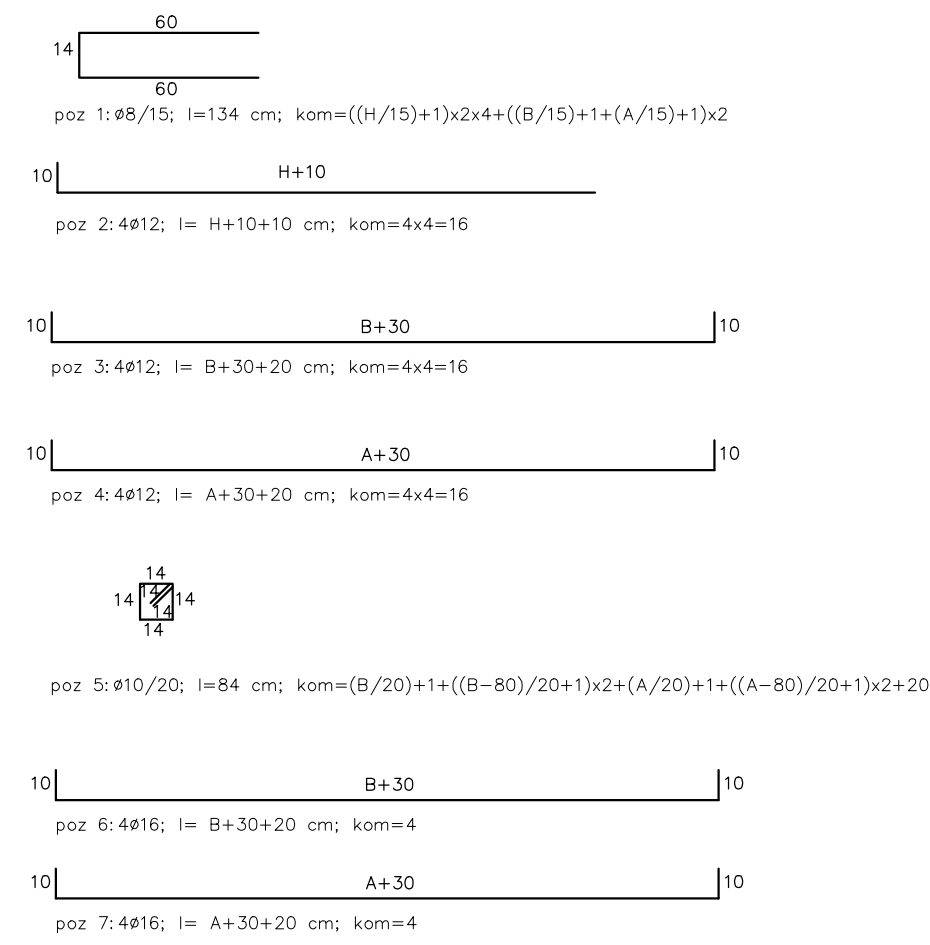 60
14
60
poz 1: ø8/15; l=134 cm; kom=((H/15)+1)x2x4+((B/15)+1+(A/15)+1)x2
10 H+10
poz 2: 4ø12; l= H+10+10 cm; kom=4x4=16
10 B+30 10
poz 3: 4ø12; l= B+30+20 cm; kom=4x4=16
10 A+30 10
poz 4: 4ø12; l= A+30+20 cm; kom=4x4=16
14
14
14 14
14
14
poz 5: ø10/20; l=84 cm; kom=(B/20)+1+((B-80)/20+1)x2+(A/20)+1+((A-80)/20+1)x2+20
10 B+30 10
poz 6: 4ø16; l= B+30+20 cm; kom=4
10 A+30 10
poz 7: 4ø16; l= A+30+20 cm; kom=4